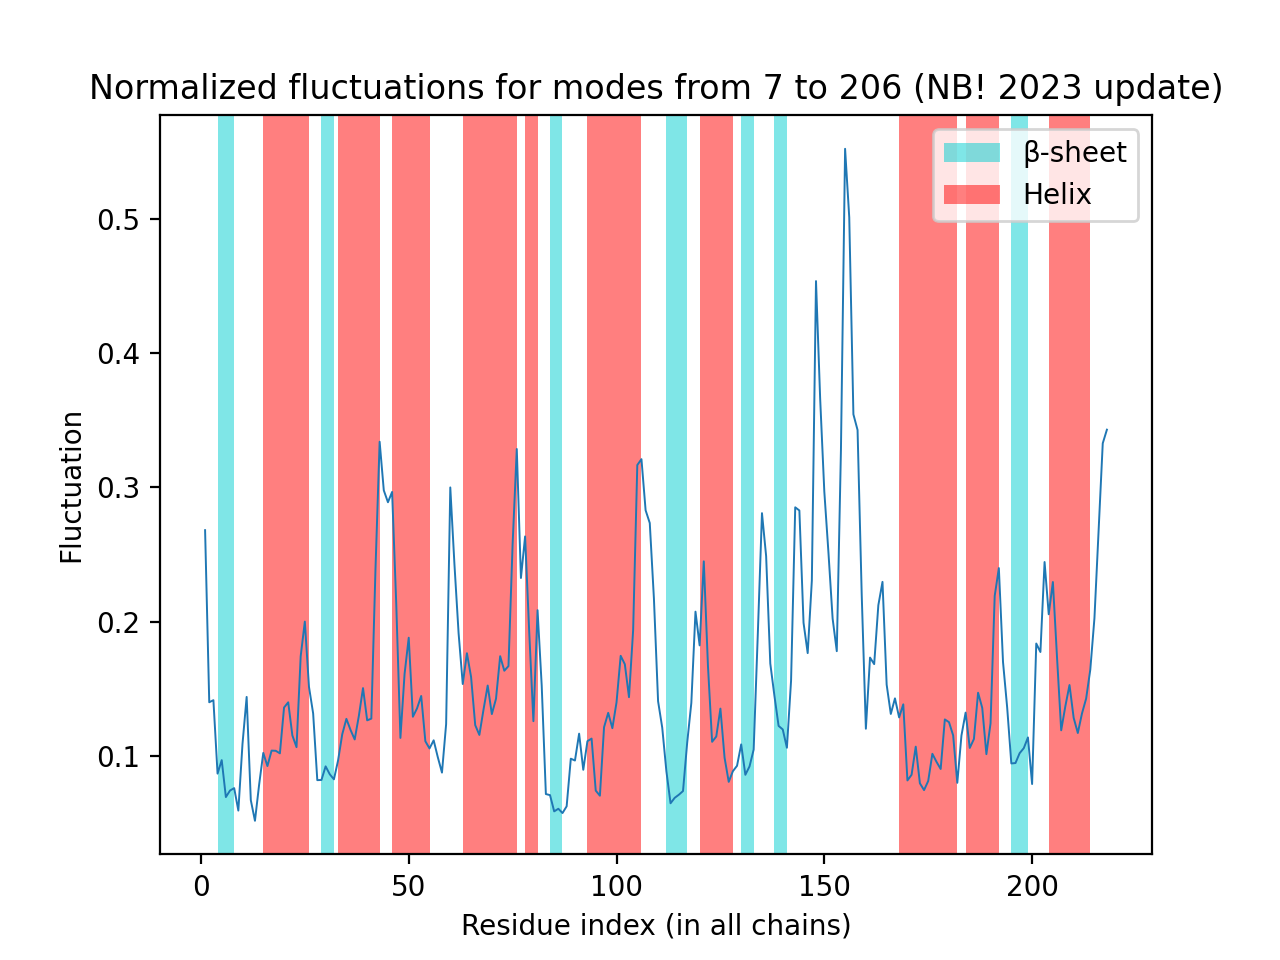 Normalized fluctuations for modes from 7 to 206 (NB! 2023 update)
β-sheet
Helix
0.5
0.4
0.3
0.2
0.1
Fluctuation
0 50 100 150 200
Residue index (in all chains)